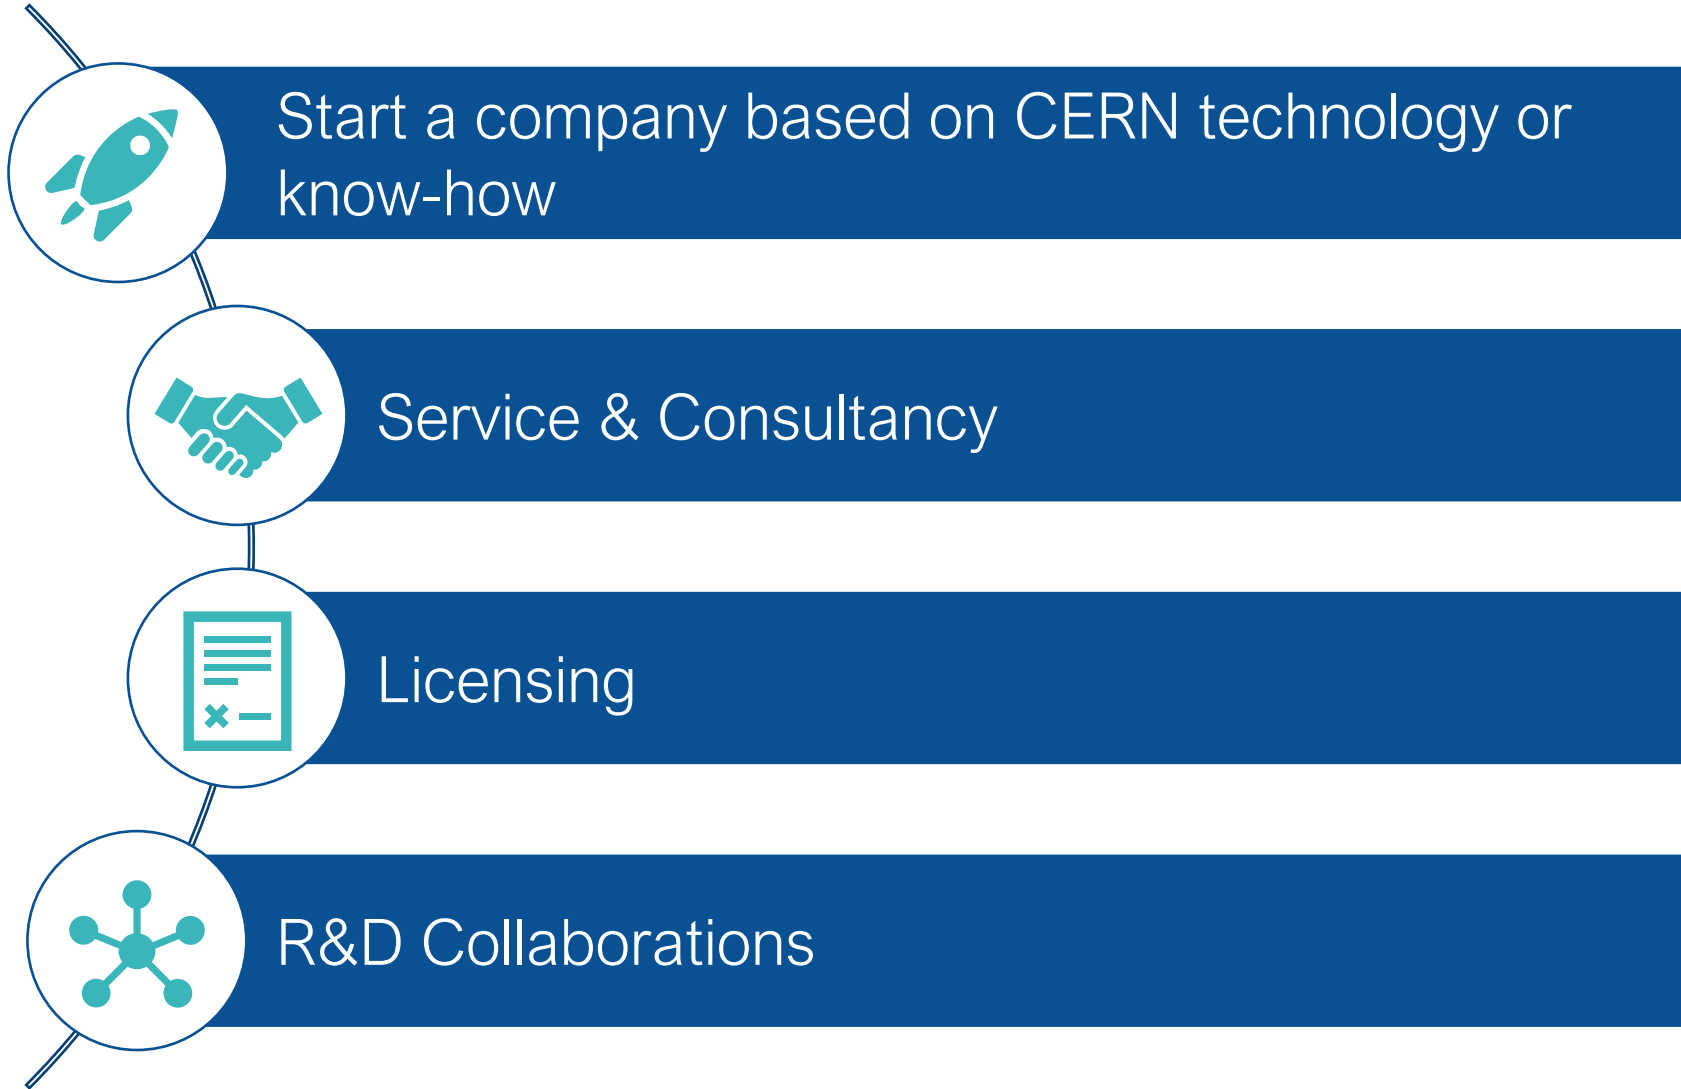 Start a company based on CERN technology or
know-how
Service & Consultancy
Licensing
R&D Collaborations